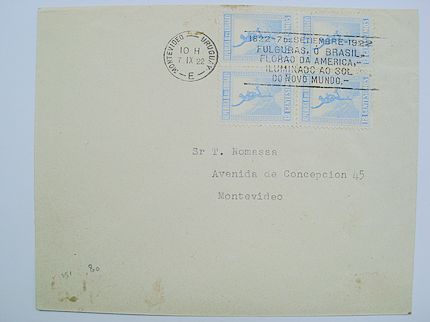 MONTEVIDEO URUGUAY
10 H
7 IX 22
E
1822-7 DE SETEMBRE-1922
FULGURAS, O BRASIL,
FLORÃO DA AMERICA,
ILUMINADO AO SOL
DO NOVO MUNDO,
Sr T. Romassa
Avenida de Concepcion 45
Montevideo
80